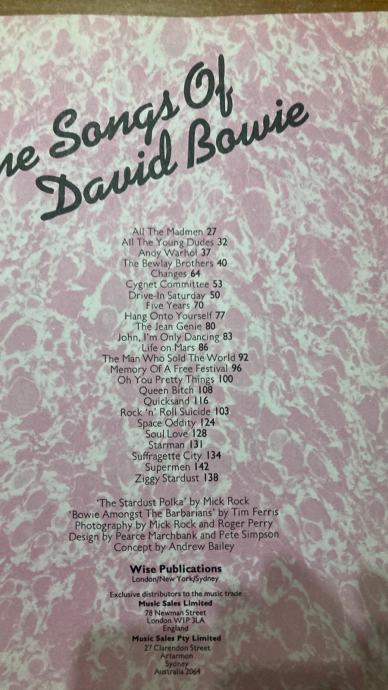 he Songs Of
David Bowie
All The Madmen 27
All The Young Dudes 32
Andy Warhol 37
The Bewlay Brothers 40
Changes 64
Cygnet Committee 53
Drive-In Saturday 50
Five Years 70
Hang Onto Yourself 77
The Jean Genie 80
John, I'm Only Dancing 83
Life on Mars 86
The Man Who Sold The World 92
Memory Of A Free Festival 96
Oh You Pretty Things 100
Queen Bitch 108
Quicksand 116
Rock 'n' Roll Suicide 103
Space Oddity 124
Soul Love 128
Starman 131
Suffragette City 134
Supermen 142
Ziggy Stardust 138
'The Stardust Polka' by Mick Rock
'Bowie Amongst The Barbarians' by Tim Ferris
Photography by Mick Rock and Roger Perry
Design by Pearce Marchbank and Pete Simpson
Concept by Andrew Bailey
Wise Publications
London/New York/Sydney
Exclusive distributors to the music trade
Music Sales Limited
78 Newman Street
London W1P 3LA
England
Music Sales Pty Limited
27 Clarendon Street
Artarmon
Sydney
Australia 2064